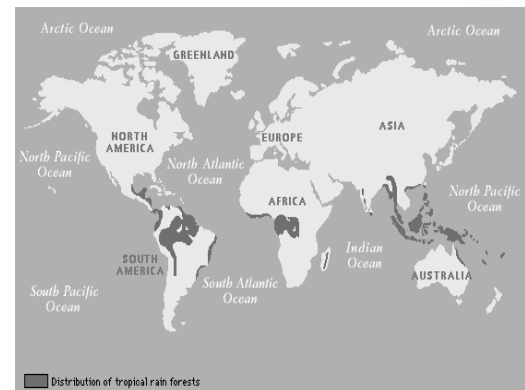 Arctic Ocean
Arctic Ocean
GREENLAND
NORTH
AMERICA
EUROPE
ASIA
North Pacific
Ocean
North Atlantic
Ocean
North Pacific
Ocean
AFRICA
SOUTH
AMERICA
Indian
Ocean
AUSTRALIA
South Pacific
Ocean
South Atlantic
Ocean
Distribution of tropical rain forests